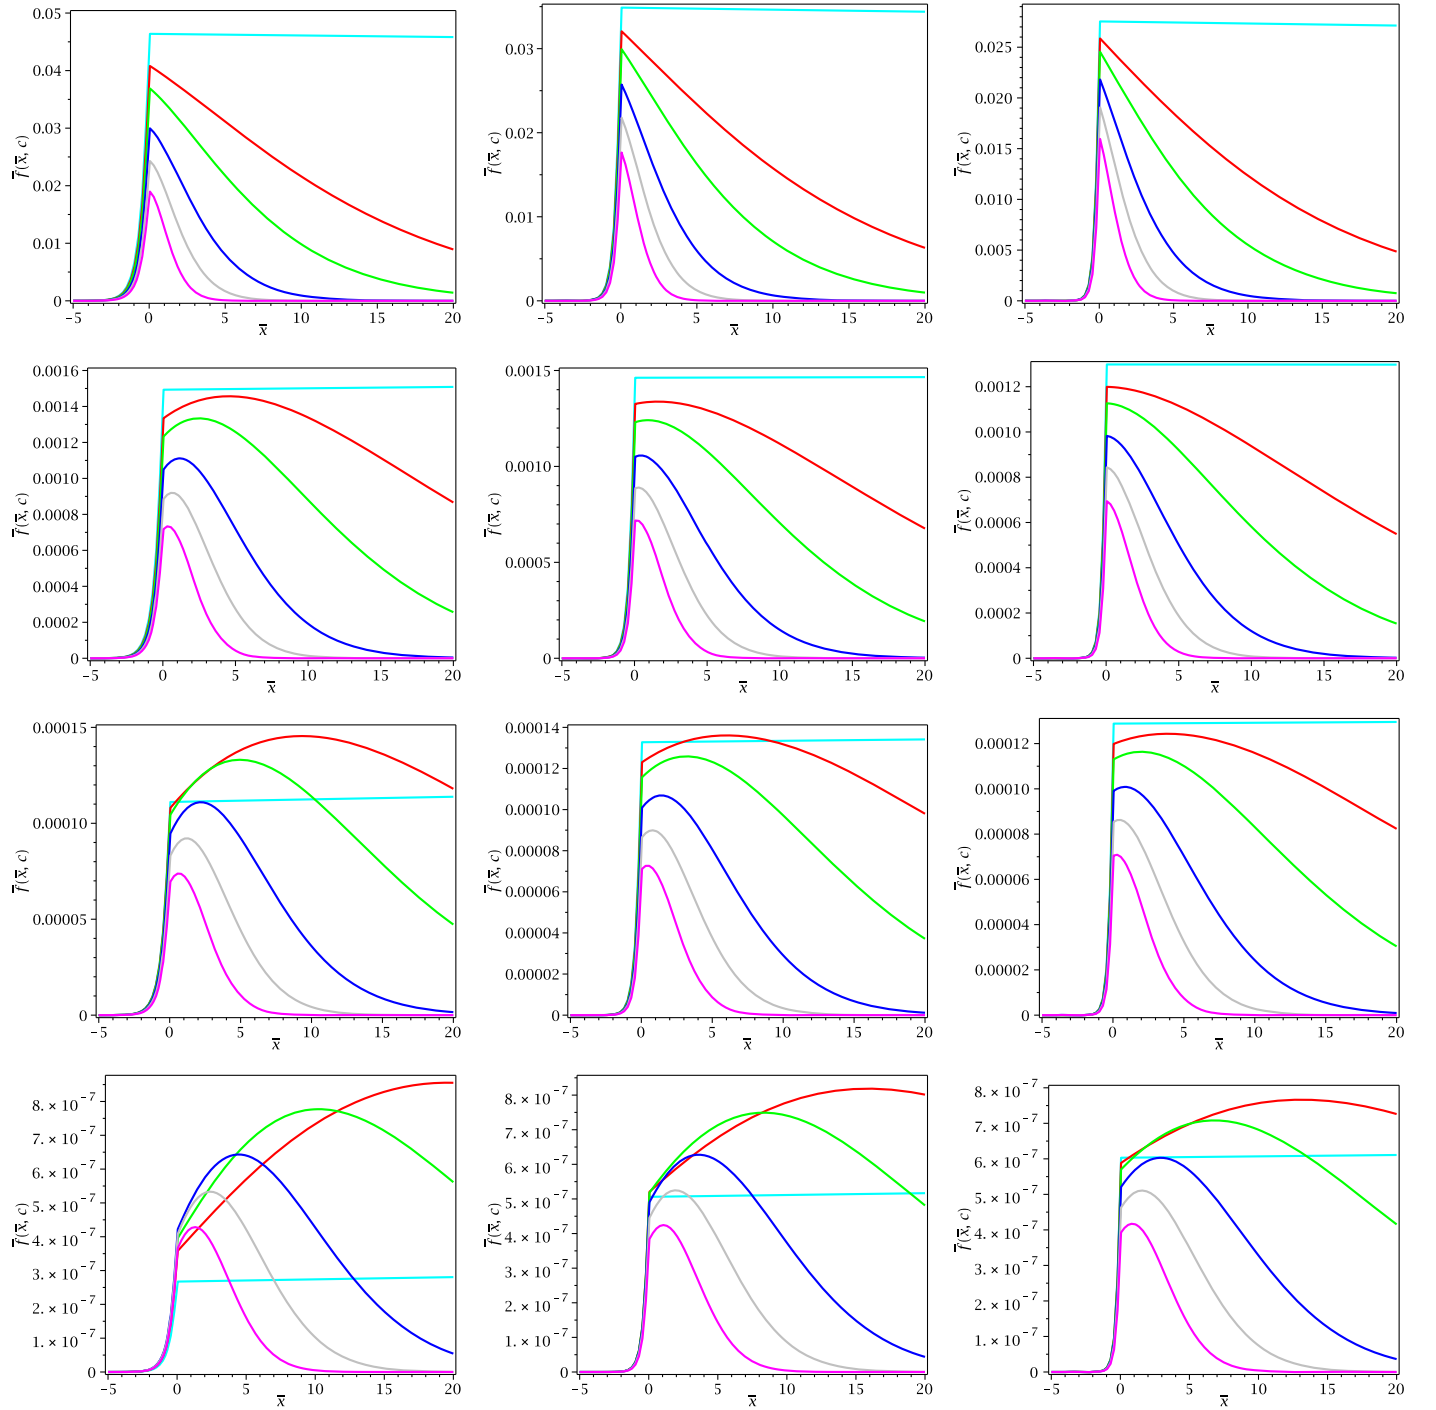 0.05
0.04
0.03
0.02
0.01
0
f(x, c)
-5 0 5 10 15 20
x
0.03
0.02
0.01
0
f(x, c)
-5 0 5 10 15 20
x
0.025
0.020
0.015
0.010
0.005
0
f(x, c)
-5 0 5 10 15 20
x
0.0016
0.0014
0.0012
0.0010
0.0008
0.0006
0.0004
0.0002
0
f(x, c)
-5 0 5 10 15 20
x
0.0015
0.0010
0.0005
0
f(x, c)
-5 0 5 10 15 20
x
0.0012
0.0010
0.0008
0.0006
0.0004
0.0002
0
f(x, c)
-5 0 5 10 15 20
x
0.00015
0.00010
0.00005
0
f(x, c)
-5 0 5 10 15 20
x
0.00014
0.00012
0.00010
0.00008
0.00006
0.00004
0.00002
0
f(x, c)
-5 0 5 10 15 20
x
0.00012
0.00010
0.00008
0.00006
0.00004
0.00002
0
f(x, c)
-5 0 5 10 15 20
x
8. × 10⁻⁷
7. × 10⁻⁷
6. × 10⁻⁷
5. × 10⁻⁷
4. × 10⁻⁷
3. × 10⁻⁷
2. × 10⁻⁷
1. × 10⁻⁷
0
f(x, c)
-5 0 5 10 15 20
x
8. × 10⁻⁷
7. × 10⁻⁷
6. × 10⁻⁷
5. × 10⁻⁷
4. × 10⁻⁷
3. × 10⁻⁷
2. × 10⁻⁷
1. × 10⁻⁷
0
f(x, c)
-5 0 5 10 15 20
x
8. × 10⁻⁷
7. × 10⁻⁷
6. × 10⁻⁷
5. × 10⁻⁷
4. × 10⁻⁷
3. × 10⁻⁷
2. × 10⁻⁷
1. × 10⁻⁷
0
f(x, c)
-5 0 5 10 15 20
x